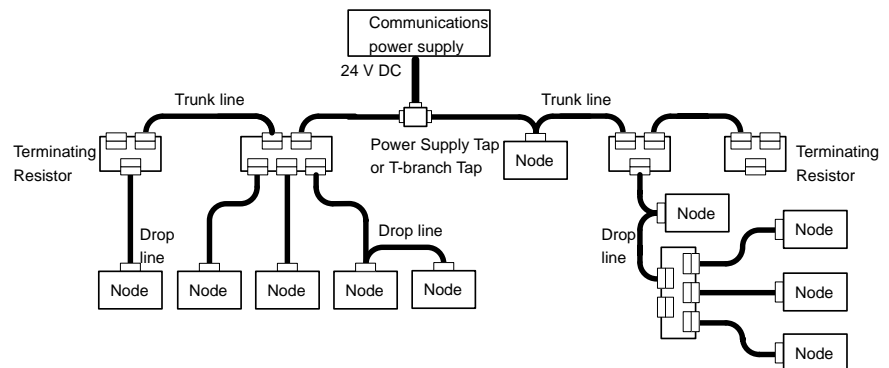 Communications
power supply
24 V DC
Trunk line
Trunk line
Terminating
Resistor
Power Supply Tap
or T-branch Tap
Node
Terminating
Resistor
Node
Drop
line
Drop line
Drop
line
Node
Node
Node
Node
Node
Node
Node
Node